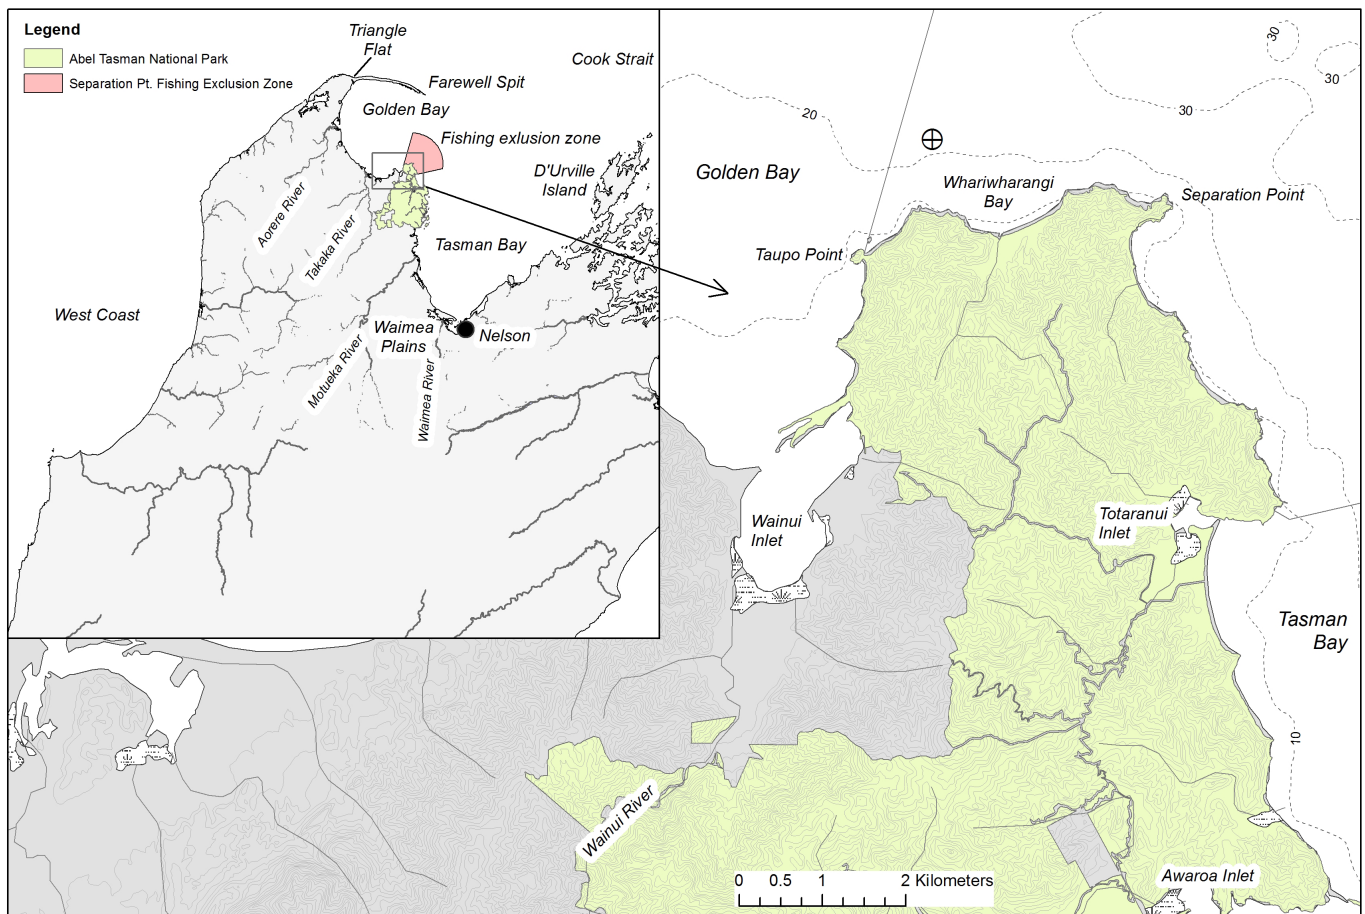 Legend
Abel Tasman National Park
Separation Pt. Fishing Exclusion Zone
Triangle
Flat
Cook Strait
Farewell Spit
Golden Bay
Fishing exlusion zone
D'Urville
Island
Aorere River
Takaka River
Tasman Bay
West Coast
Waimea
Plains
Nelson
Motueka River
Waimea River
30
30
30
20
Golden Bay
Whariwharangi
Bay
Separation Point
Taupo Point
Wainui
Inlet
Totaranui
Inlet
Tasman
Bay
10
Wainui River
Awaroa Inlet
0 0.5 1 2 Kilometers